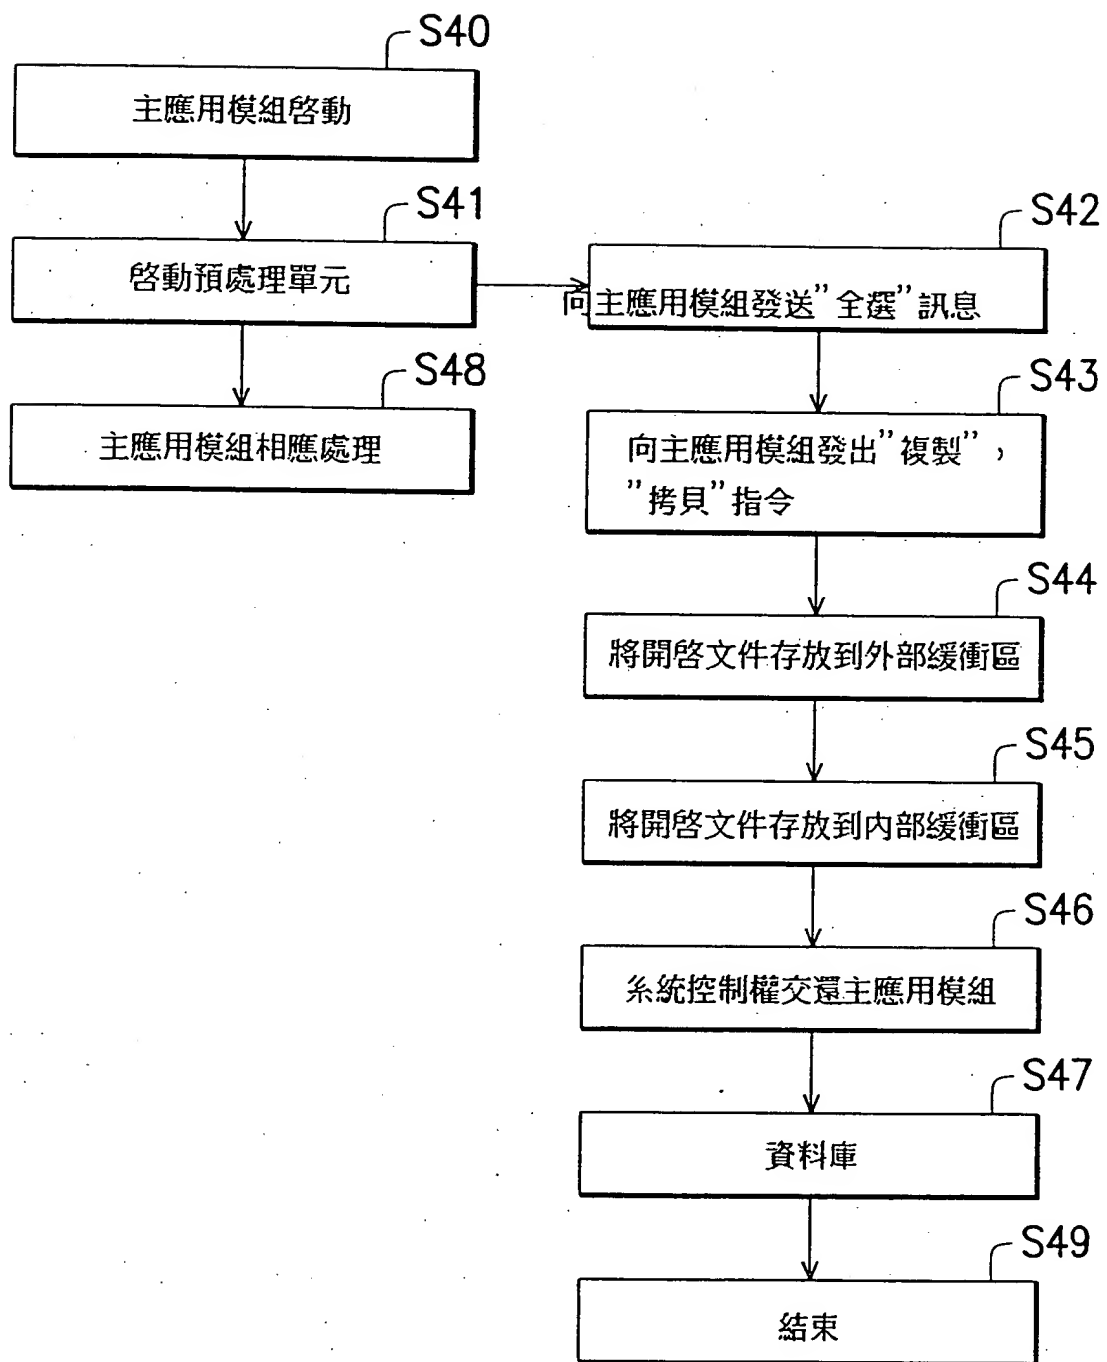 S40
主應用模組啓動
S41
啓動預處理單元
S48
主應用模組相應處理
S42
向主應用模組發送”全選”訊息
S43
向主應用模組發出”複製”，
”拷貝”指令
S44
將開啓文件存放到外部緩衝區
S45
將開啓文件存放到內部緩衝區
S46
系統控制權交還主應用模組
S47
資料庫
S49
結束